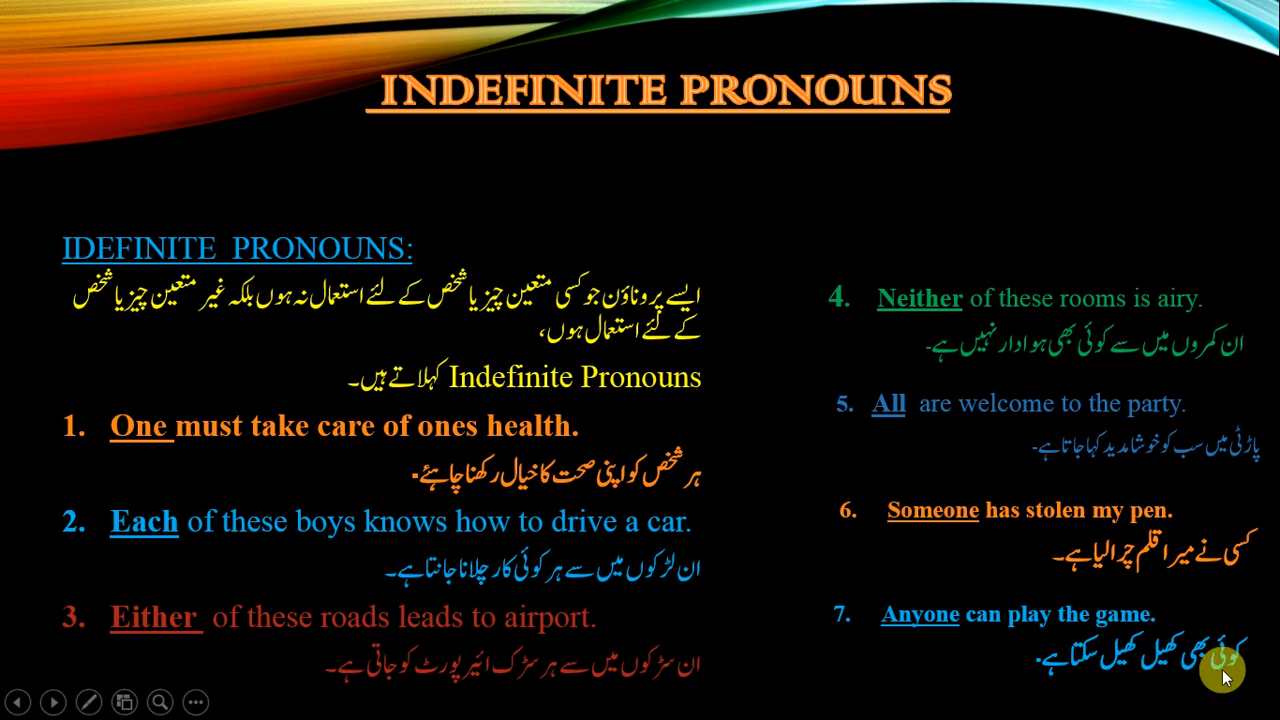 INDEFINITE PRONOUNS
IDEFINITE PRONOUNS:
ایسے پروناؤن جو کسی متعین چیز یا شخص کے لئے استعمال نہ ہوں بلکہ غیر متعین چیز یا شخص
کے لئے استعمال ہوں،
Indefinite Pronouns کہلاتے ہیں۔
1. One must take care of ones health.
ہر شخص کو اپنی صحت کا خیال رکھنا چاہئے۔
2. Each of these boys knows how to drive a car.
ان لڑکوں میں سے ہر کوئی کار چلانا جانتا ہے۔
3. Either of these roads leads to airport.
ان سڑکوں میں سے ہر سڑک ائیرپورٹ کو جاتی ہے۔
4. Neither of these rooms is airy.
ان کمروں میں سے کوئی بھی ہوادار نہیں ہے۔
5. All are welcome to the party.
پارٹی میں سب کو خوشامدید کہا جاتا ہے۔
6. Someone has stolen my pen.
کسی نے میرا قلم چرا لیا ہے۔
7. Anyone can play the game.
کوئی بھی کھیل کھیل سکتا ہے۔